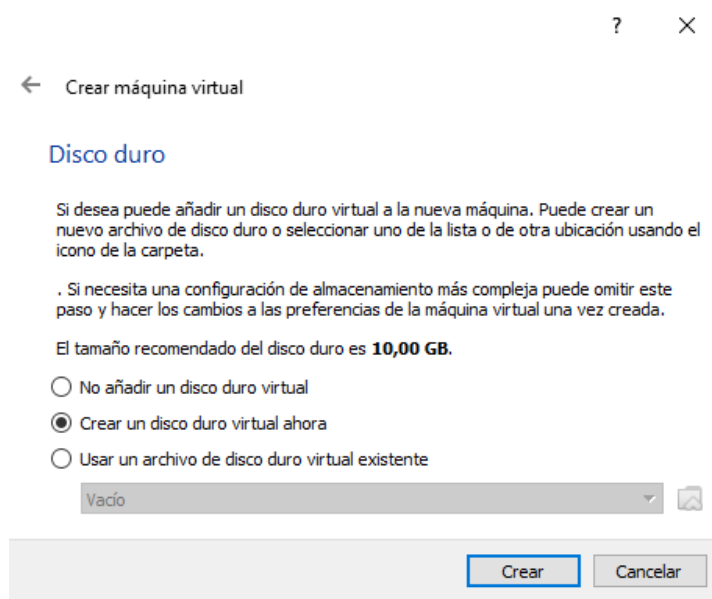 ?
Crear máquina virtual
Disco duro
Si desea puede añadir un disco duro virtual a la nueva máquina. Puede crear un
nuevo archivo de disco duro o seleccionar uno de la lista o de otra ubicación usando el
icono de la carpeta.
. Si necesita una configuración de almacenamiento más compleja puede omitir este
paso y hacer los cambios a las preferencias de la máquina virtual una vez creada.
El tamaño recomendado del disco duro es 10,00 GB.
No añadir un disco duro virtual
Crear un disco duro virtual ahora
Usar un archivo de disco duro virtual existente
Vacío
Crear Cancelar